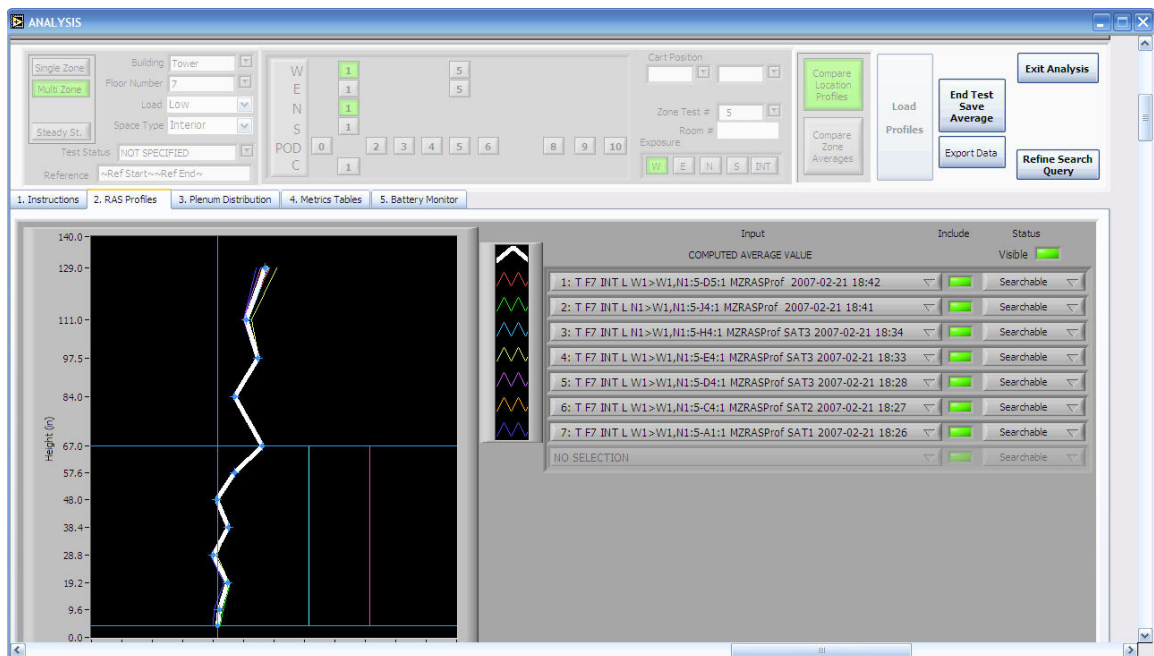 ANALYSIS
Single Zone
Multi Zone
Steady St.
Building Tower
Floor Number 7
Load Low
Space Type Interior
Test Status NOT SPECIFIED
Reference ~Ref Start~~Ref End~
W 1 5
E 1 5
N 1
S 1
POD 0 2 3 4 5 6 8 9 10
C 1
Cart Position
Zone Test # 5
Room #
Exposure
W E N S INT
Compare Location Profiles
Compare Zone Averages
Load Profiles
End Test Save Average
Export Data
Exit Analysis
Refine Search Query
1. Instructions 2. RAS Profiles 3. Plenum Distribution 4. Metrics Tables 5. Battery Monitor
Height (in)
140.0
129.0
111.0
97.5
84.0
67.0
57.6
48.0
38.4
28.8
19.2
9.6
0.0
Input Include Status
COMPUTED AVERAGE VALUE Visible
1: T F7 INT L W1>W1,N1:5-D5:1 MZRASProf 2007-02-21 18:42 Searchable
2: T F7 INT L N1>W1,N1:5-J4:1 MZRASProf 2007-02-21 18:41 Searchable
3: T F7 INT L N1>W1,N1:5-H4:1 MZRASProf SAT3 2007-02-21 18:34 Searchable
4: T F7 INT L W1>W1,N1:5-E4:1 MZRASProf SAT3 2007-02-21 18:33 Searchable
5: T F7 INT L W1>W1,N1:5-D4:1 MZRASProf SAT3 2007-02-21 18:28 Searchable
6: T F7 INT L W1>W1,N1:5-C4:1 MZRASProf SAT2 2007-02-21 18:27 Searchable
7: T F7 INT L W1>W1,N1:5-A1:1 MZRASProf SAT1 2007-02-21 18:26 Searchable
NO SELECTION Searchable